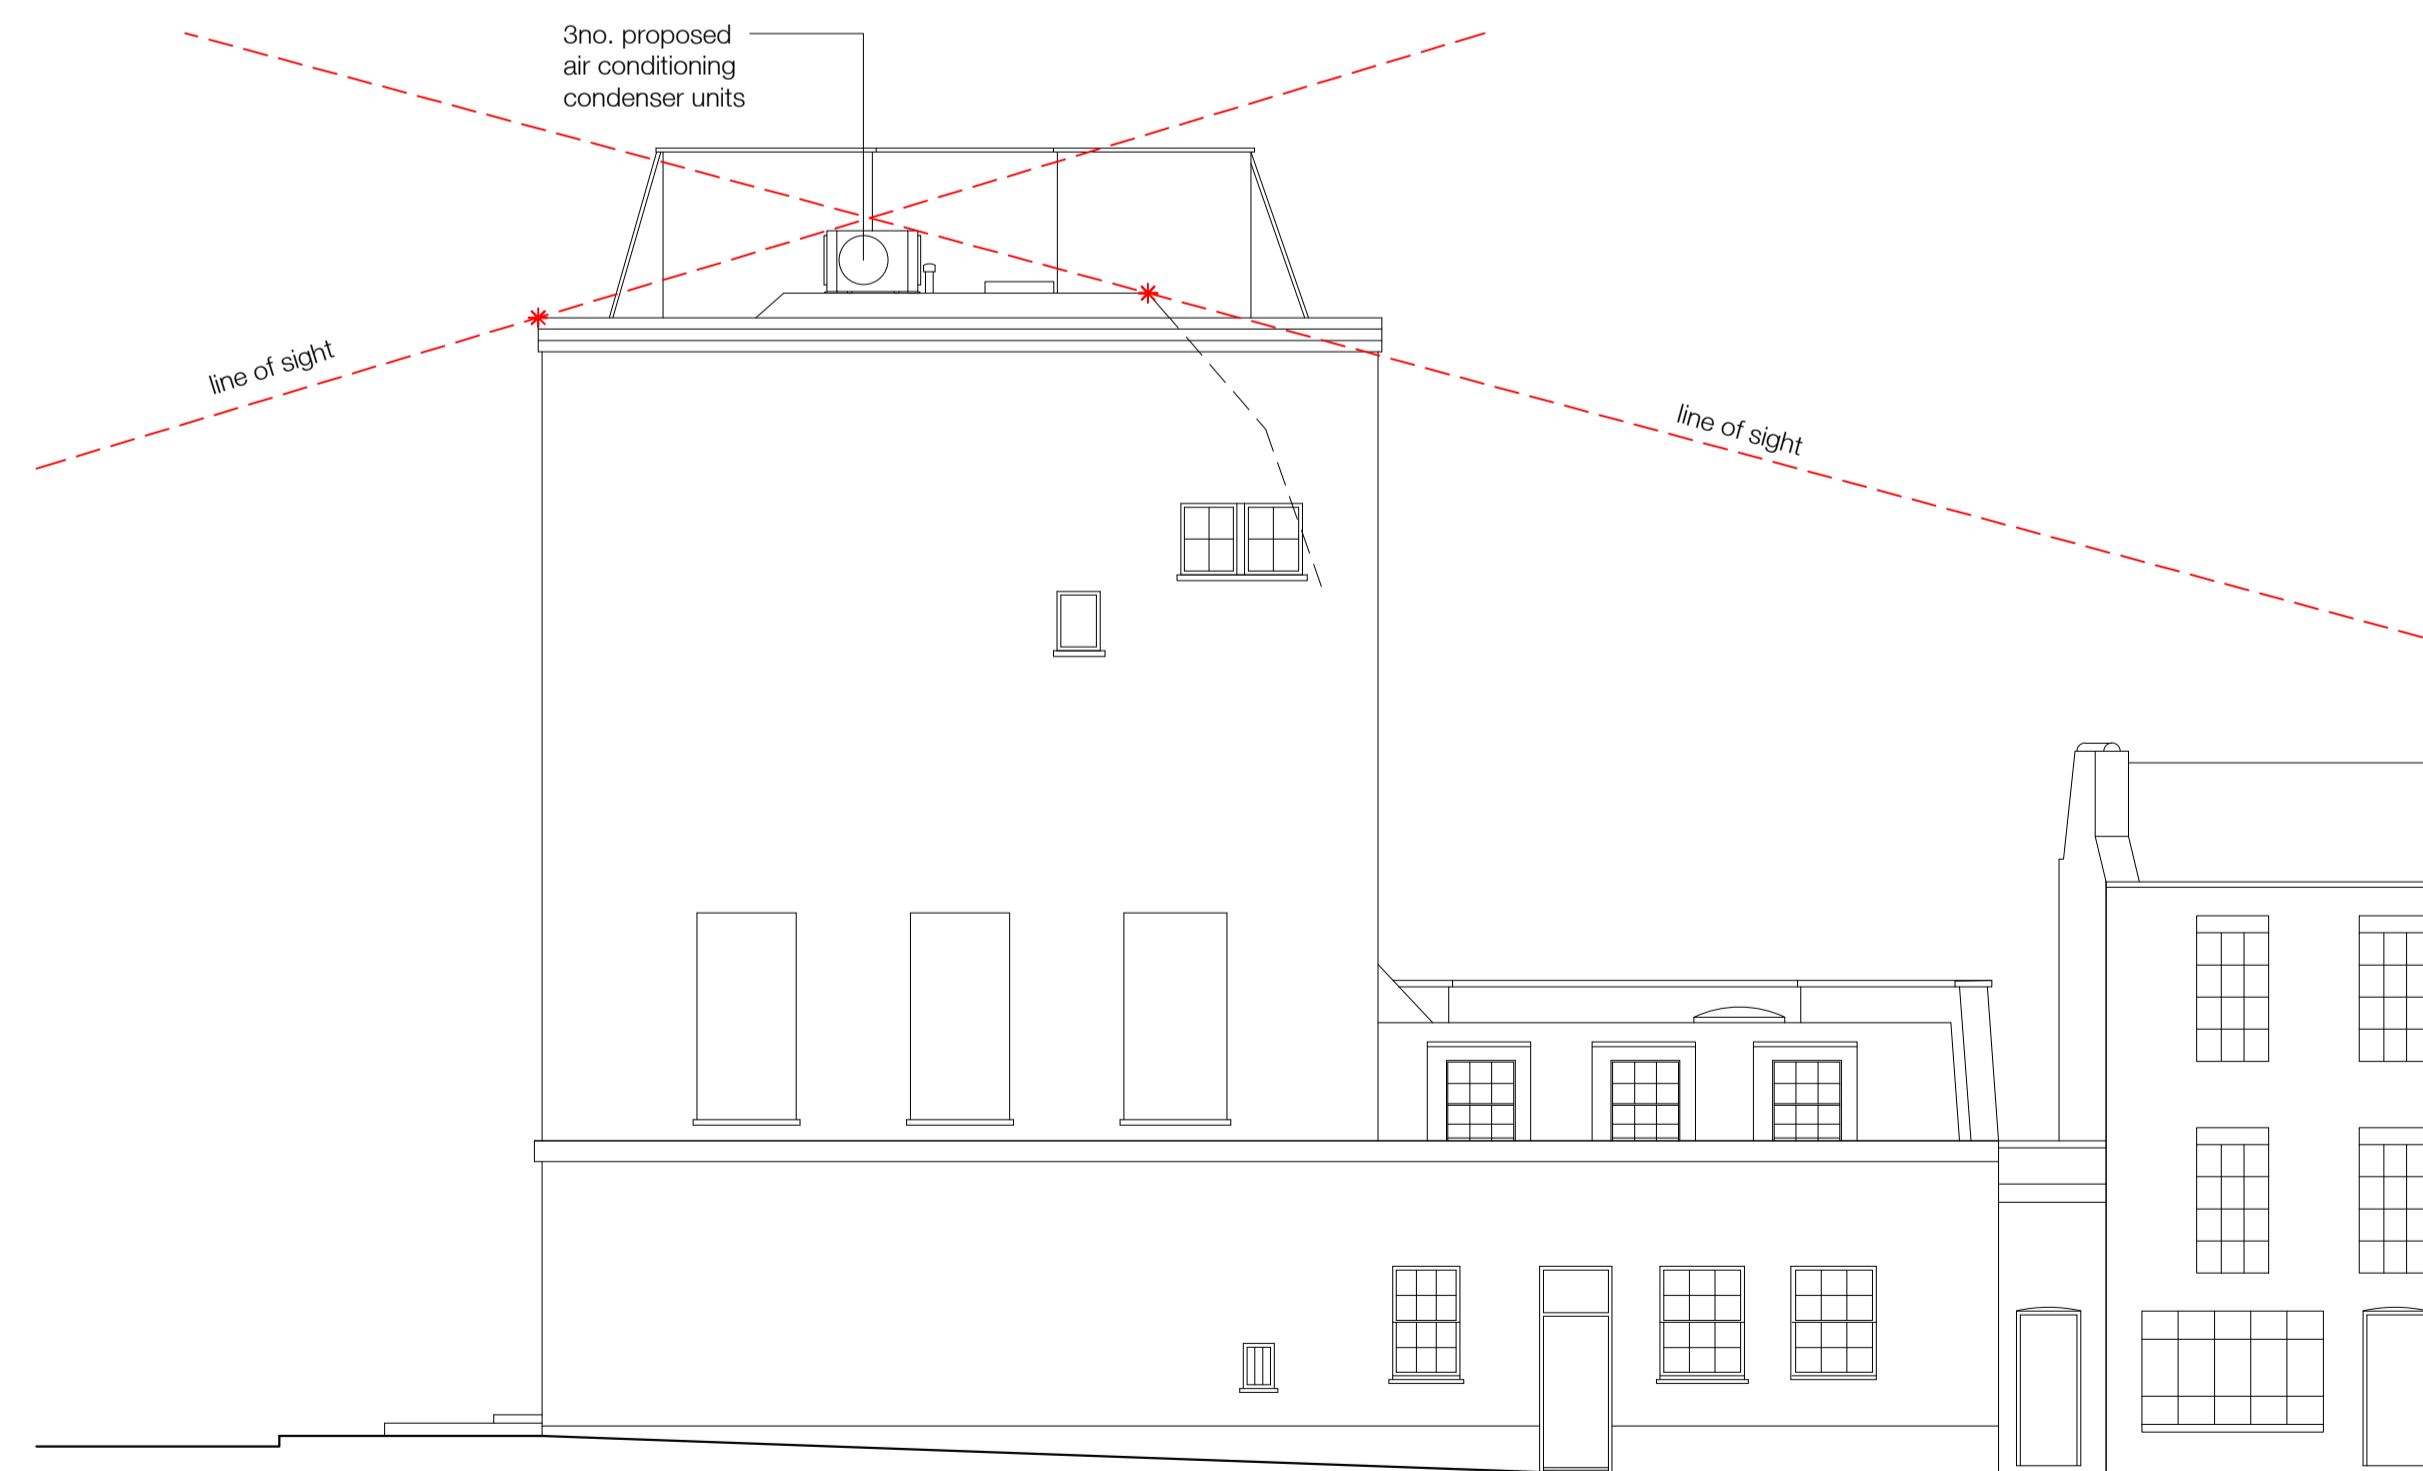 3no. proposed
air conditioning
condenser units
line of sight
line of sight